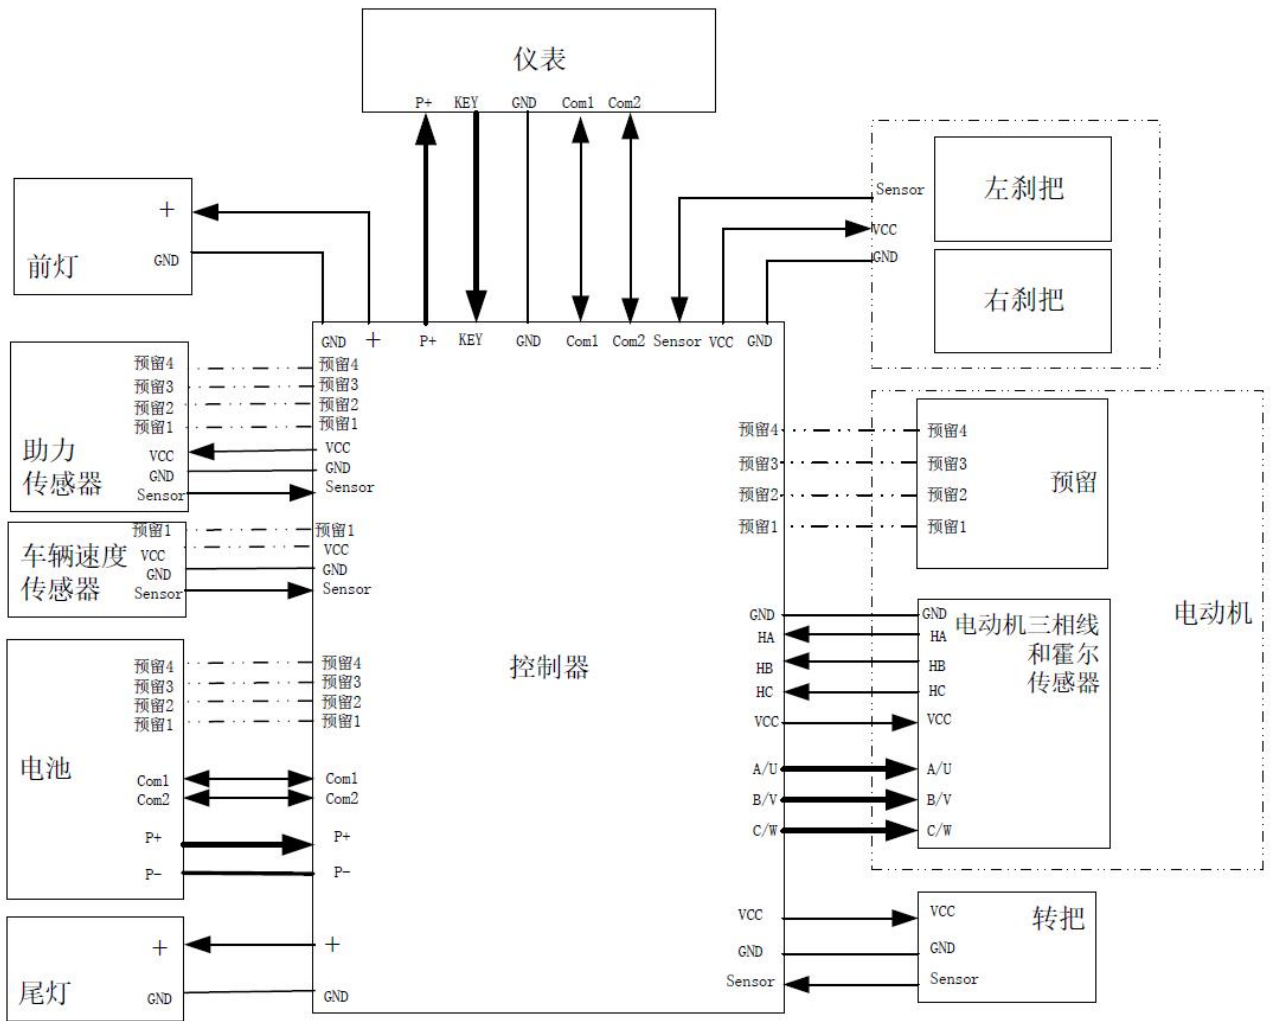 仪表
P+ KEY GND Com1 Com2
左刹把
Sensor
VCC
GND
右刹把
+
前灯
GND
GND + P+ KEY GND Com1 Com2 Sensor VCC GND
预留4 预留4
预留3 预留3
预留2 预留2
预留1 预留1
助力
传感器
VCC VCC
GND GND
Sensor Sensor
预留1 预留1
车辆速度
传感器
VCC VCC
GND GND
Sensor Sensor
预留4 预留4
预留3 预留3
预留2 预留2
预留1 预留1
电池
Com1 Com1
Com2 Com2
P+ P+
P- P-
+ +
尾灯
GND GND
控制器
预留4 预留4
预留3 预留3
预留2 预留2
预留1 预留1
预留
电动机
GND GND
电动机三相线
和霍尔
传感器
HA HA
HB HB
HC HC
VCC VCC
A/U A/U
B/V B/V
C/W C/W
转把
VCC VCC
GND GND
Sensor Sensor